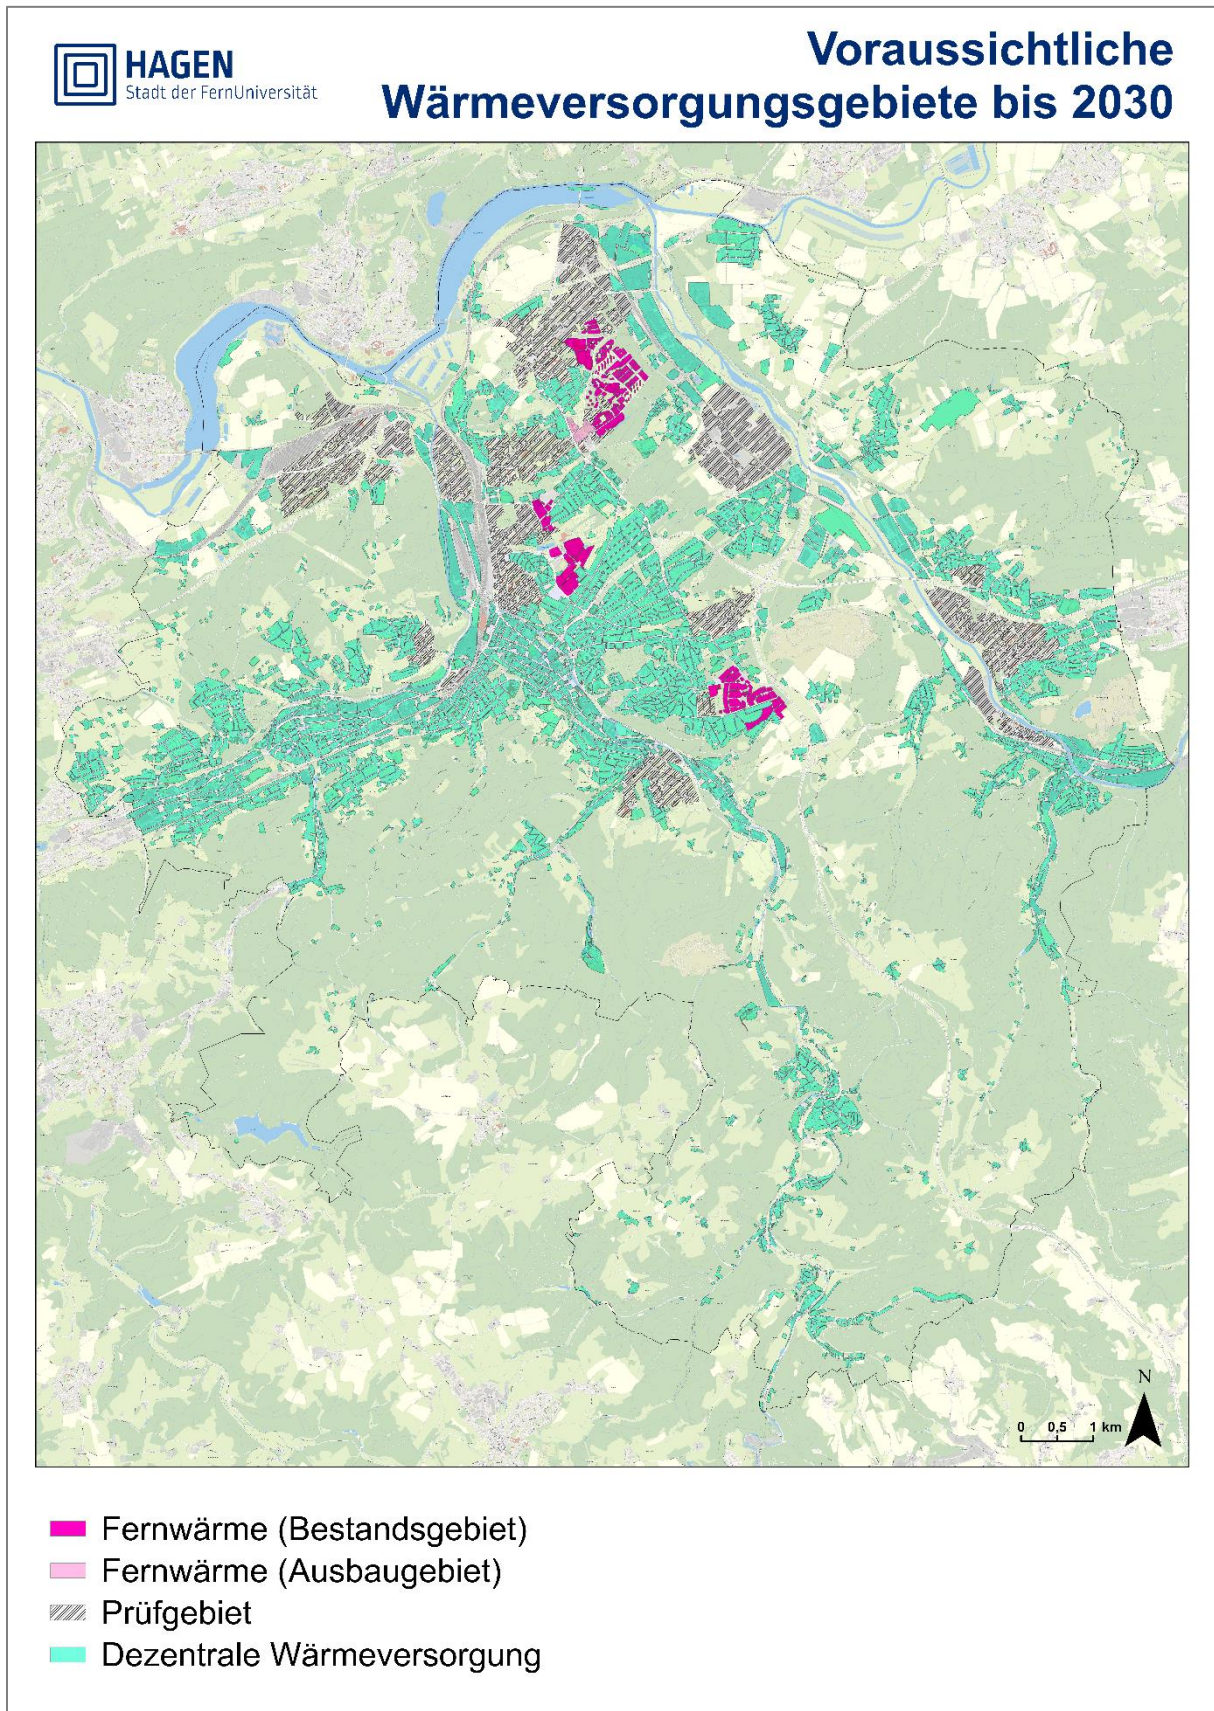 HAGEN
Stadt der FernUniversität
Voraussichtliche
Wärmeversorgungsgebiete bis 2030
N
0 0,5 1 km
Fernwärme (Bestandsgebiet)
Fernwärme (Ausbaugebiet)
Prüfgebiet
Dezentrale Wärmeversorgung